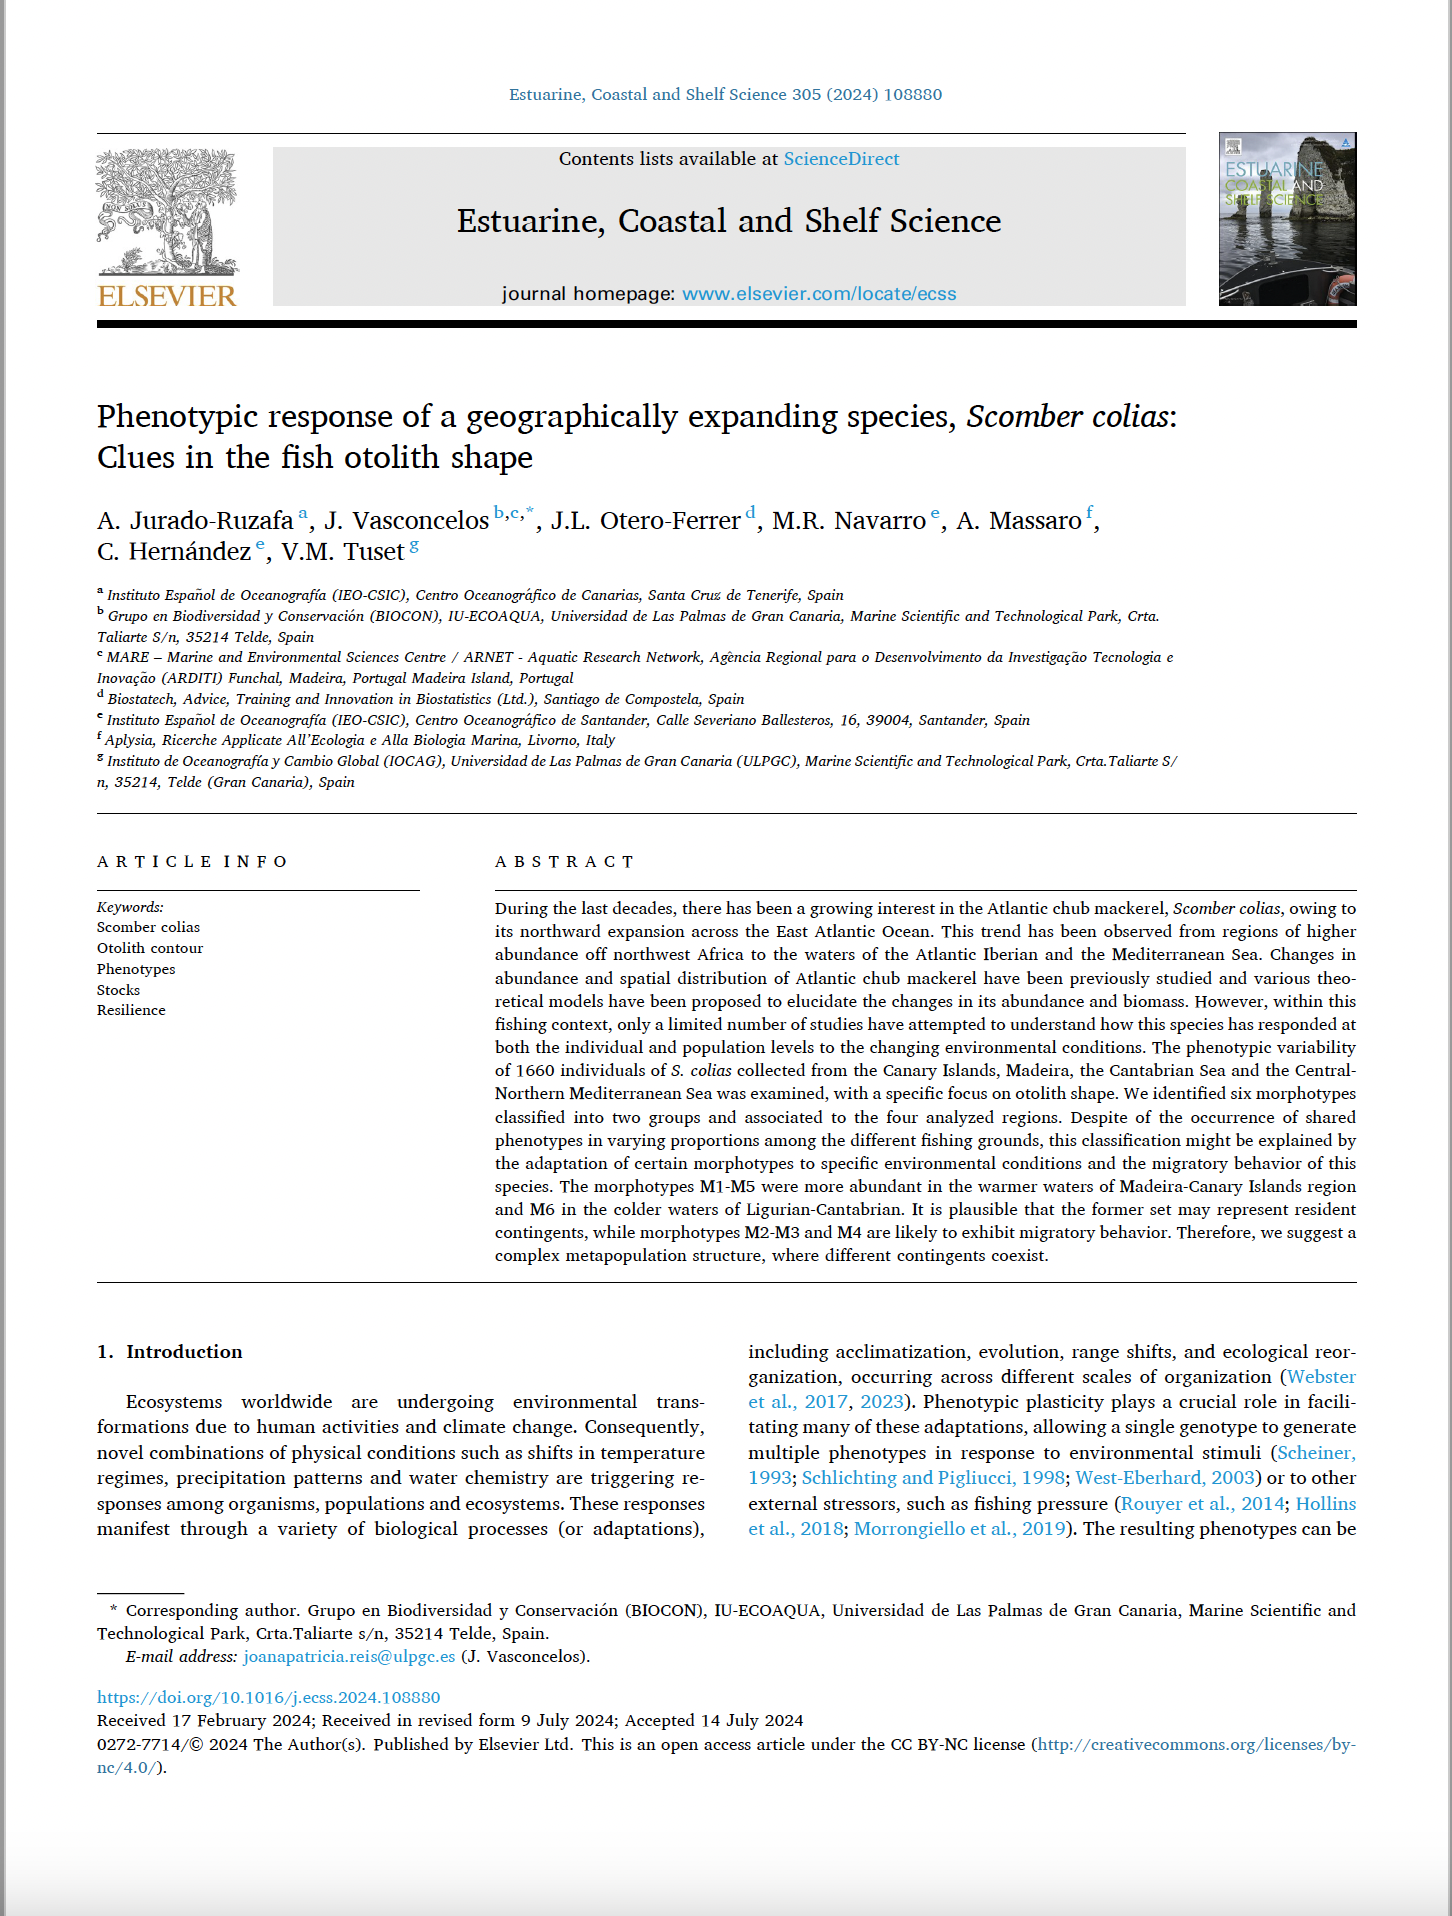 Estuarine, Coastal and Shelf Science 305 (2024) 108880
Contents lists available at ScienceDirect
Estuarine, Coastal and Shelf Science
journal homepage: www.elsevier.com/locate/ecss
ELSEVIER
ESTUARINE
COASTAL AND
SHELF SCIENCE
Phenotypic response of a geographically expanding species, Scomber colias:
Clues in the fish otolith shape
A. Jurado-Ruzafa a, J. Vasconcelos b,c,*, J.L. Otero-Ferrer d, M.R. Navarro e, A. Massaro f,
C. Hernández e, V.M. Tuset g
a Instituto Español de Oceanografía (IEO-CSIC), Centro Oceanográfico de Canarias, Santa Cruz de Tenerife, Spain
b Grupo en Biodiversidad y Conservación (BIOCON), IU-ECOAQUA, Universidad de Las Palmas de Gran Canaria, Marine Scientific and Technological Park, Crta.
Taliarte S/n, 35214 Telde, Spain
c MARE – Marine and Environmental Sciences Centre / ARNET - Aquatic Research Network, Agência Regional para o Desenvolvimento da Investigação Tecnologia e
Inovação (ARDITI) Funchal, Madeira, Portugal Madeira Island, Portugal
d Biostatech, Advice, Training and Innovation in Biostatistics (Ltd.), Santiago de Compostela, Spain
e Instituto Español de Oceanografía (IEO-CSIC), Centro Oceanográfico de Santander, Calle Severiano Ballesteros, 16, 39004, Santander, Spain
f Aplysia, Ricerche Applicate All'Ecologia e Alla Biologia Marina, Livorno, Italy
g Instituto de Oceanografía y Cambio Global (IOCAG), Universidad de Las Palmas de Gran Canaria (ULPGC), Marine Scientific and Technological Park, Crta.Taliarte S/
n, 35214, Telde (Gran Canaria), Spain
ARTICLE INFO
Keywords:
Scomber colias
Otolith contour
Phenotypes
Stocks
Resilience
ABSTRACT
During the last decades, there has been a growing interest in the Atlantic chub mackerel, Scomber colias, owing to
its northward expansion across the East Atlantic Ocean. This trend has been observed from regions of higher
abundance off northwest Africa to the waters of the Atlantic Iberian and the Mediterranean Sea. Changes in
abundance and spatial distribution of Atlantic chub mackerel have been previously studied and various theo-
retical models have been proposed to elucidate the changes in its abundance and biomass. However, within this
fishing context, only a limited number of studies have attempted to understand how this species has responded at
both the individual and population levels to the changing environmental conditions. The phenotypic variability
of 1660 individuals of S. colias collected from the Canary Islands, Madeira, the Cantabrian Sea and the Central-
Northern Mediterranean Sea was examined, with a specific focus on otolith shape. We identified six morphotypes
classified into two groups and associated to the four analyzed regions. Despite of the occurrence of shared
phenotypes in varying proportions among the different fishing grounds, this classification might be explained by
the adaptation of certain morphotypes to specific environmental conditions and the migratory behavior of this
species. The morphotypes M1-M5 were more abundant in the warmer waters of Madeira-Canary Islands region
and M6 in the colder waters of Ligurian-Cantabrian. It is plausible that the former set may represent resident
contingents, while morphotypes M2-M3 and M4 are likely to exhibit migratory behavior. Therefore, we suggest a
complex metapopulation structure, where different contingents coexist.
1. Introduction
Ecosystems worldwide are undergoing environmental trans-
formations due to human activities and climate change. Consequently,
novel combinations of physical conditions such as shifts in temperature
regimes, precipitation patterns and water chemistry are triggering re-
sponses among organisms, populations and ecosystems. These responses
manifest through a variety of biological processes (or adaptations),
including acclimatization, evolution, range shifts, and ecological reor-
ganization, occurring across different scales of organization (Webster
et al., 2017, 2023). Phenotypic plasticity plays a crucial role in facili-
tating many of these adaptations, allowing a single genotype to generate
multiple phenotypes in response to environmental stimuli (Scheiner,
1993; Schlichting and Pigliucci, 1998; West-Eberhard, 2003) or to other
external stressors, such as fishing pressure (Rouyer et al., 2014; Hollins
et al., 2018; Morrongiello et al., 2019). The resulting phenotypes can be
* Corresponding author. Grupo en Biodiversidad y Conservación (BIOCON), IU-ECOAQUA, Universidad de Las Palmas de Gran Canaria, Marine Scientific and
Technological Park, Crta.Taliarte s/n, 35214 Telde, Spain.
E-mail address: joanapatricia.reis@ulpgc.es (J. Vasconcelos).
https://doi.org/10.1016/j.ecss.2024.108880
Received 17 February 2024; Received in revised form 9 July 2024; Accepted 14 July 2024
0272-7714/© 2024 The Author(s). Published by Elsevier Ltd. This is an open access article under the CC BY-NC license (http://creativecommons.org/licenses/by-
nc/4.0/).